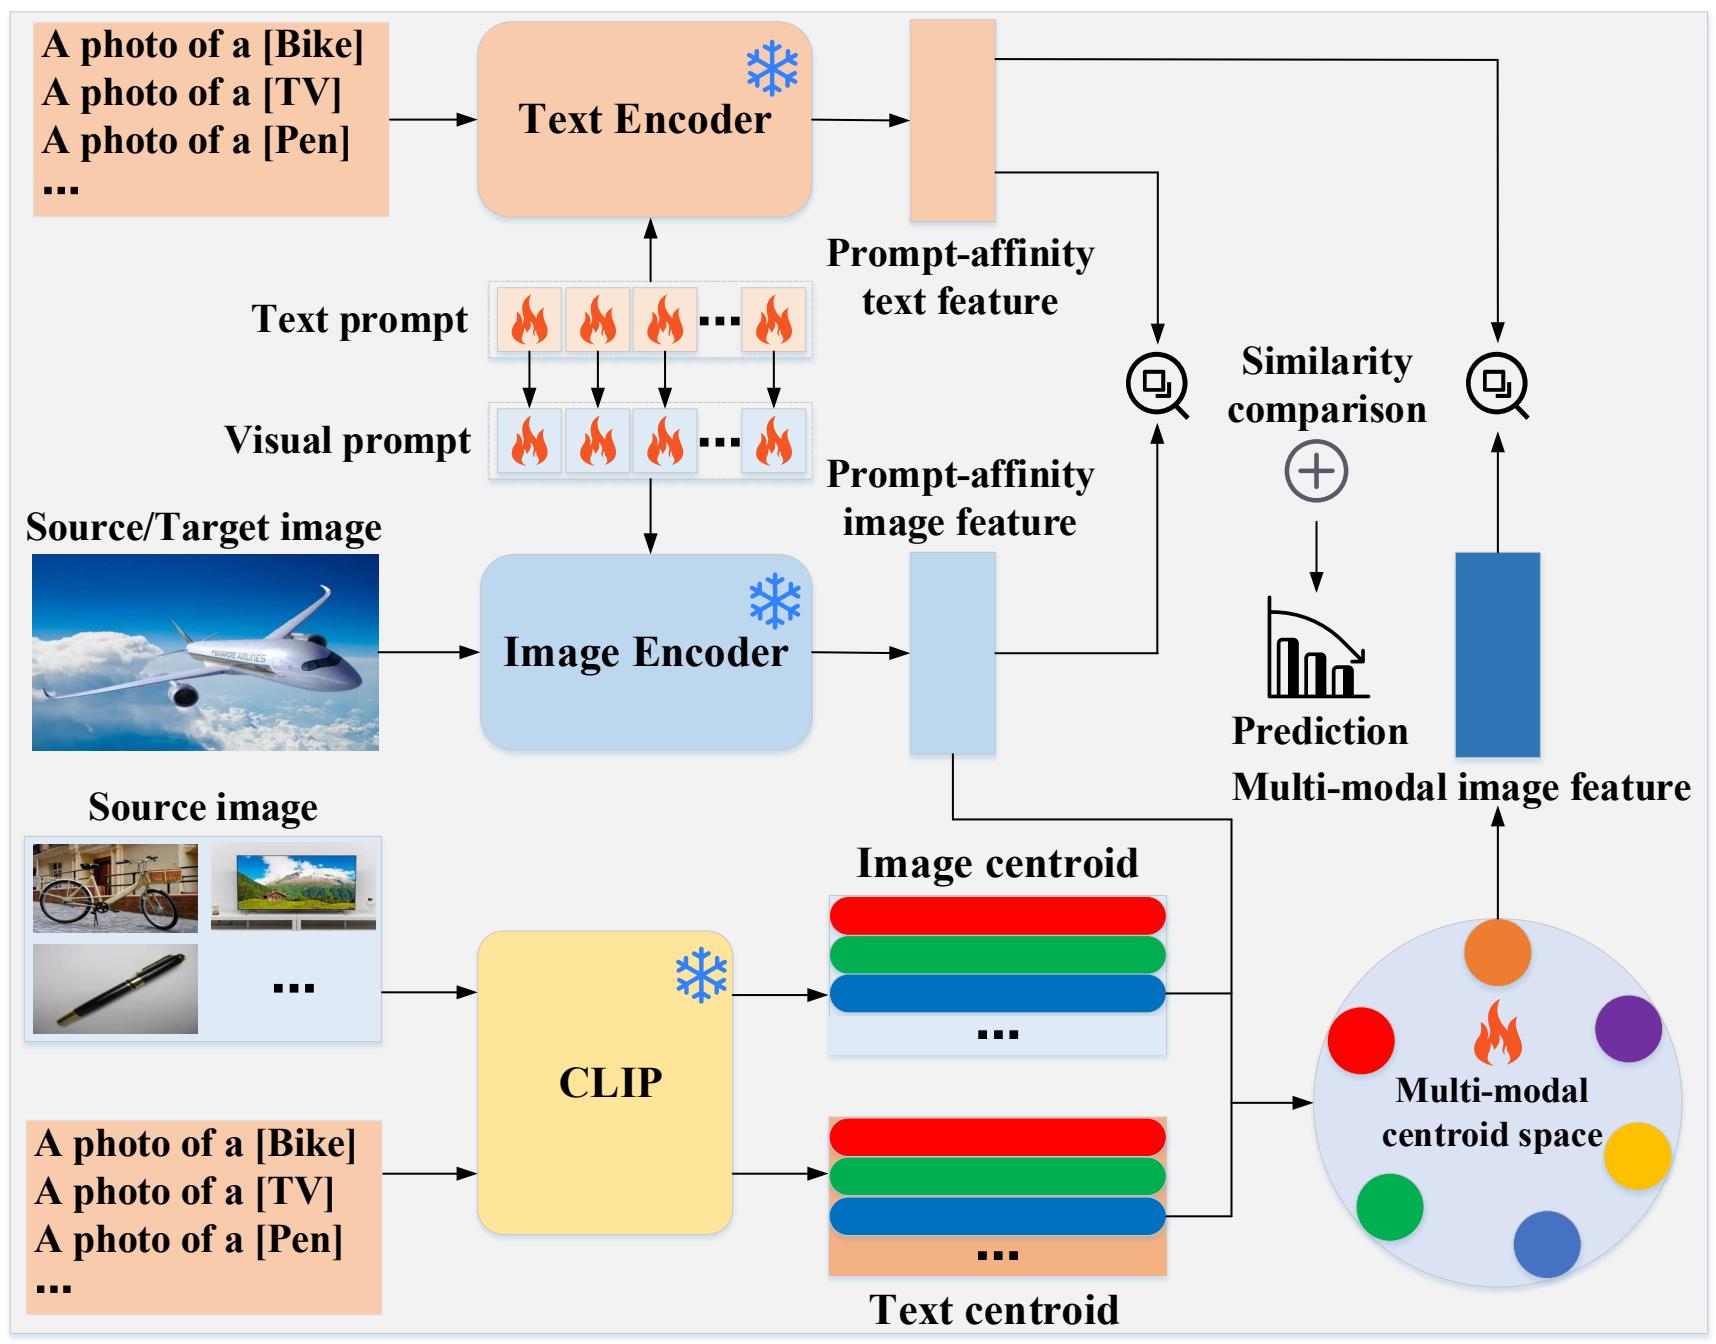 A photo of a [Bike]
A photo of a [TV]
A photo of a [Pen]
...
Text Encoder
Prompt-affinity
text feature
Text prompt
...
Visual prompt
...
Similarity
comparison
Prompt-affinity
image feature
Source/Target image
SINGAPORE AIRLINES
Image Encoder
Prediction
Multi-modal image feature
Source image
...
CLIP
Image centroid
...
Multi-modal
centroid space
A photo of a [Bike]
A photo of a [TV]
A photo of a [Pen]
...
...
Text centroid